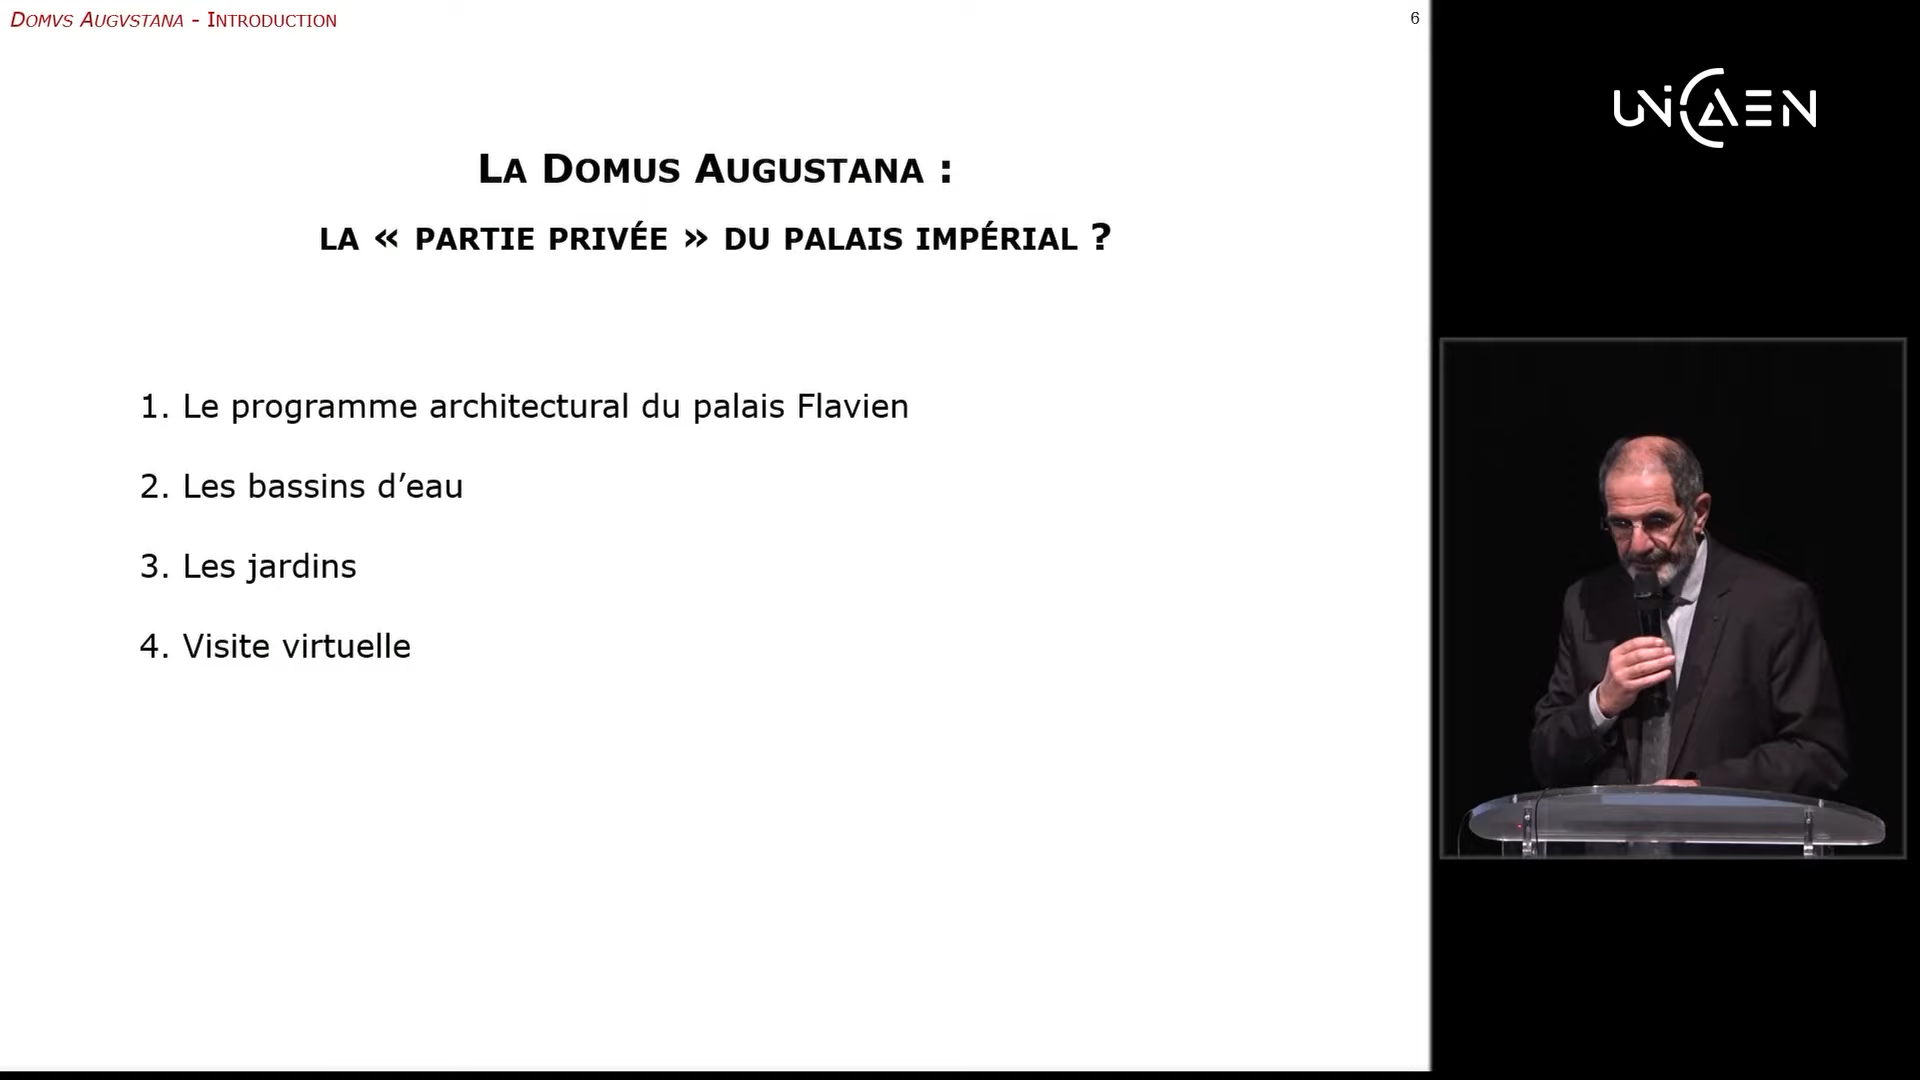 DOMVS AUGVSTANA - INTRODUCTION
6
UNICAEN
LA DOMUS AUGUSTANA :
LA « PARTIE PRIVÉE » DU PALAIS IMPÉRIAL ?
1. Le programme architectural du palais Flavien
2. Les bassins d’eau
3. Les jardins
4. Visite virtuelle